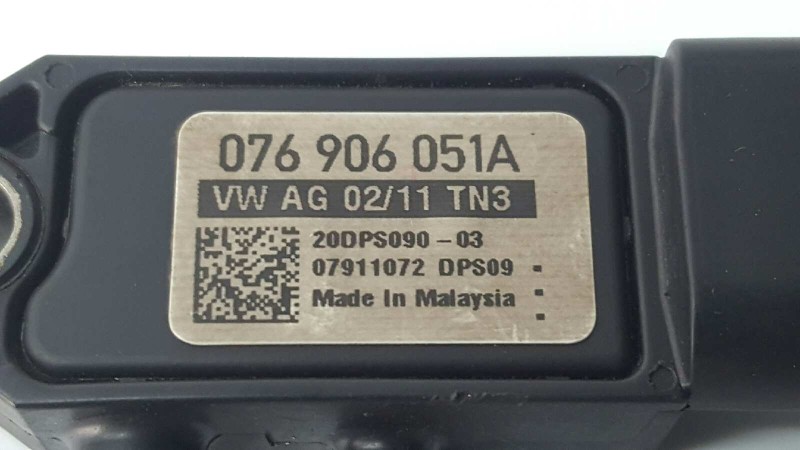 076 906 051A
VW AG 02/11 TN3
20DPS090-03
07911072 DPS09
Made In Malaysia